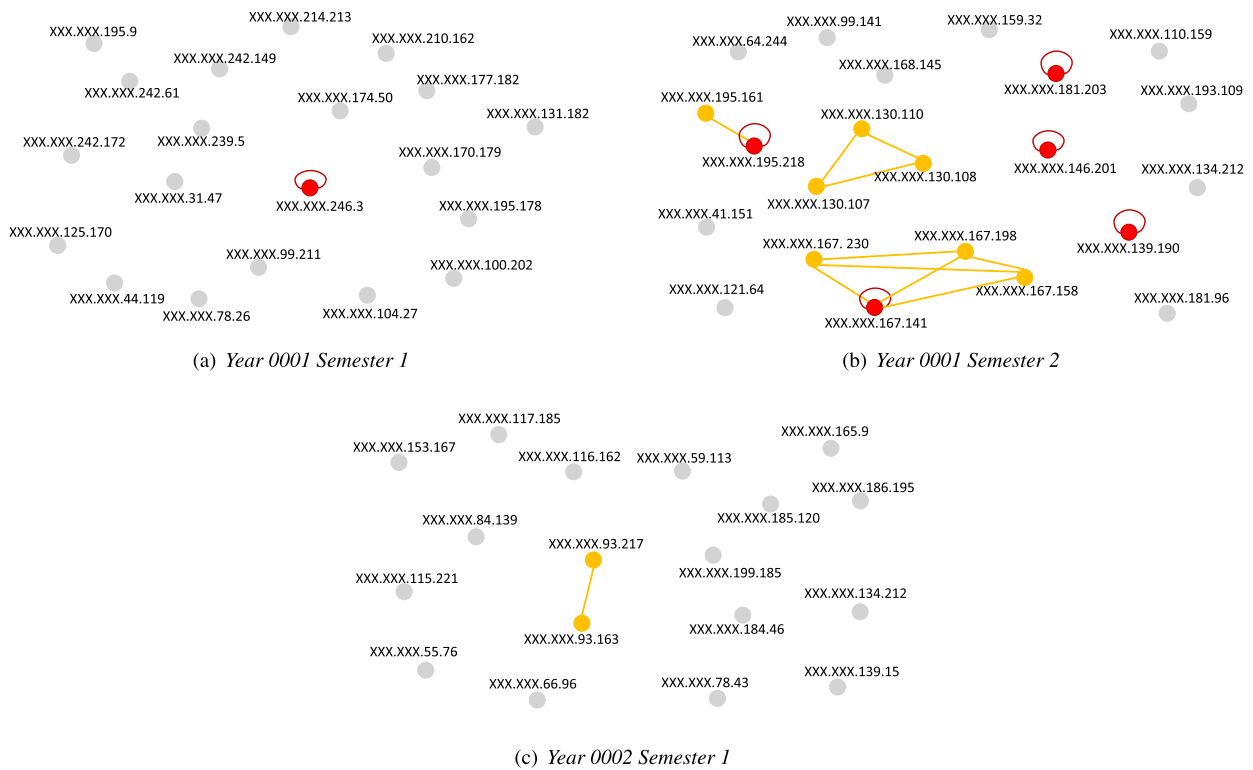 XXX.XXX.214.213
XXX.XXX.195.9
XXX.XXX.210.162
XXX.XXX.242.149
XXX.XXX.177.182
XXX.XXX.242.61
XXX.XXX.174.50
XXX.XXX.131.182
XXX.XXX.242.172
XXX.XXX.239.5
XXX.XXX.170.179
XXX.XXX.31.47
XXX.XXX.246.3
XXX.XXX.195.178
XXX.XXX.125.170
XXX.XXX.99.211
XXX.XXX.100.202
XXX.XXX.44.119
XXX.XXX.78.26
XXX.XXX.104.27
(a) Year 0001 Semester 1
XXX.XXX.99.141
XXX.XXX.159.32
XXX.XXX.64.244
XXX.XXX.110.159
XXX.XXX.168.145
XXX.XXX.181.203
XXX.XXX.193.109
XXX.XXX.195.161
XXX.XXX.130.110
XXX.XXX.195.218
XXX.XXX.146.201
XXX.XXX.134.212
XXX.XXX.130.108
XXX.XXX.130.107
XXX.XXX.41.151
XXX.XXX.167. 230
XXX.XXX.167.198
XXX.XXX.139.190
XXX.XXX.121.64
XXX.XXX.167.158
XXX.XXX.181.96
XXX.XXX.167.141
(b) Year 0001 Semester 2
XXX.XXX.117.185
XXX.XXX.165.9
XXX.XXX.153.167
XXX.XXX.116.162
XXX.XXX.59.113
XXX.XXX.186.195
XXX.XXX.84.139
XXX.XXX.185.120
XXX.XXX.93.217
XXX.XXX.115.221
XXX.XXX.199.185
XXX.XXX.134.212
XXX.XXX.93.163
XXX.XXX.184.46
XXX.XXX.55.76
XXX.XXX.139.15
XXX.XXX.66.96
XXX.XXX.78.43
(c) Year 0002 Semester 1